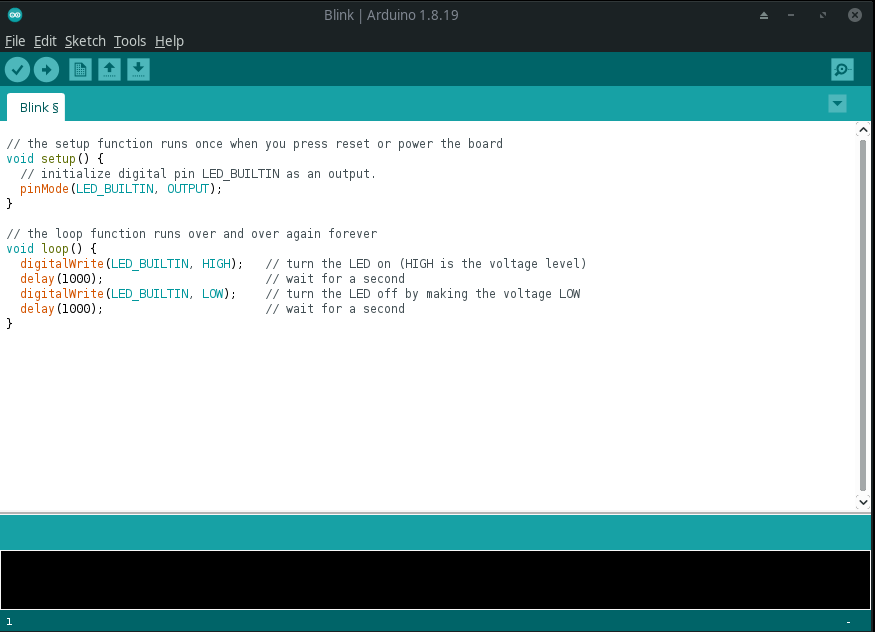 Blink | Arduino 1.8.19
File Edit Sketch Tools Help
Blink §
// the setup function runs once when you press reset or power the board
void setup() {
  // initialize digital pin LED_BUILTIN as an output.
  pinMode(LED_BUILTIN, OUTPUT);
}
// the loop function runs over and over again forever
void loop() {
  digitalWrite(LED_BUILTIN, HIGH);   // turn the LED on (HIGH is the voltage level)
  delay(1000);                       // wait for a second
  digitalWrite(LED_BUILTIN, LOW);    // turn the LED off by making the voltage LOW
  delay(1000);                       // wait for a second
}
1 -